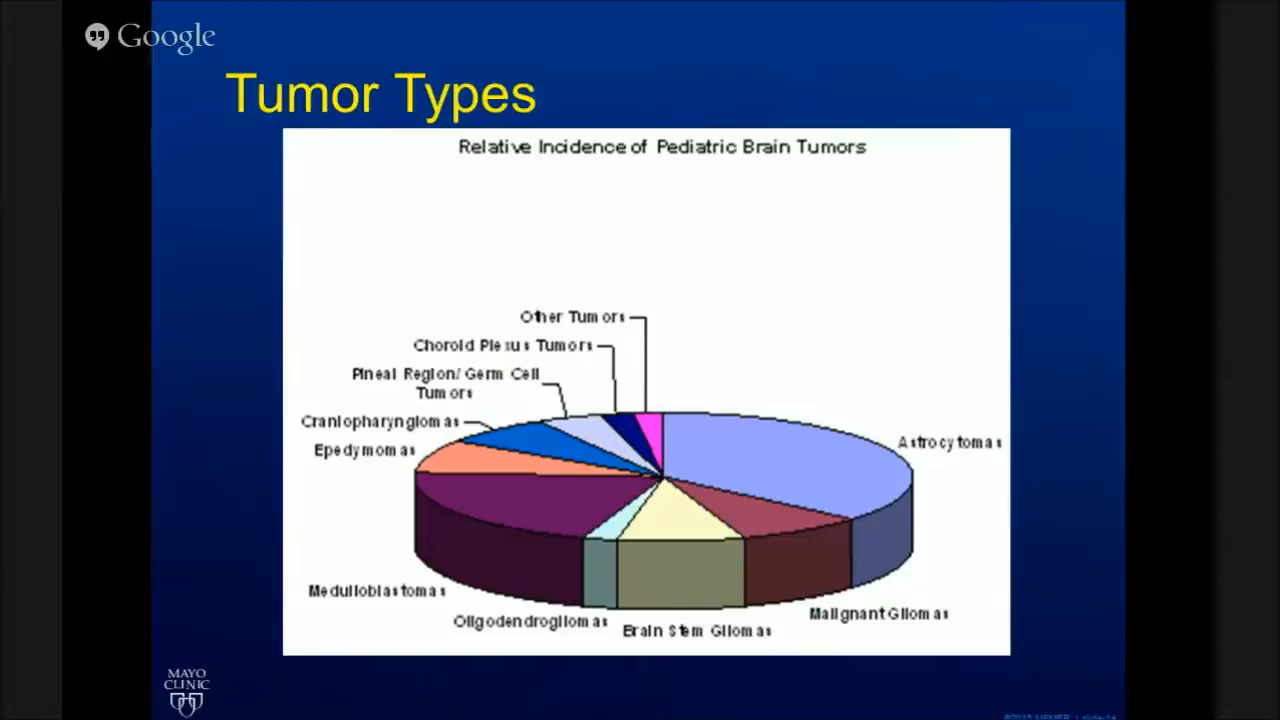 Google
Tumor Types
Relative Incidence of Pediatric Brain Tumors
Other Tumors
Choroid Plexus Tumors
Pineal Region/ Germ Cell
Tumors
Craniopharyngiomas
Epedymomas
Astrocytomas
Medulloblastomas
Oligodendrogliomas
Brain Stem Gliomas
Malignant Gliomas
MAYO
CLINIC